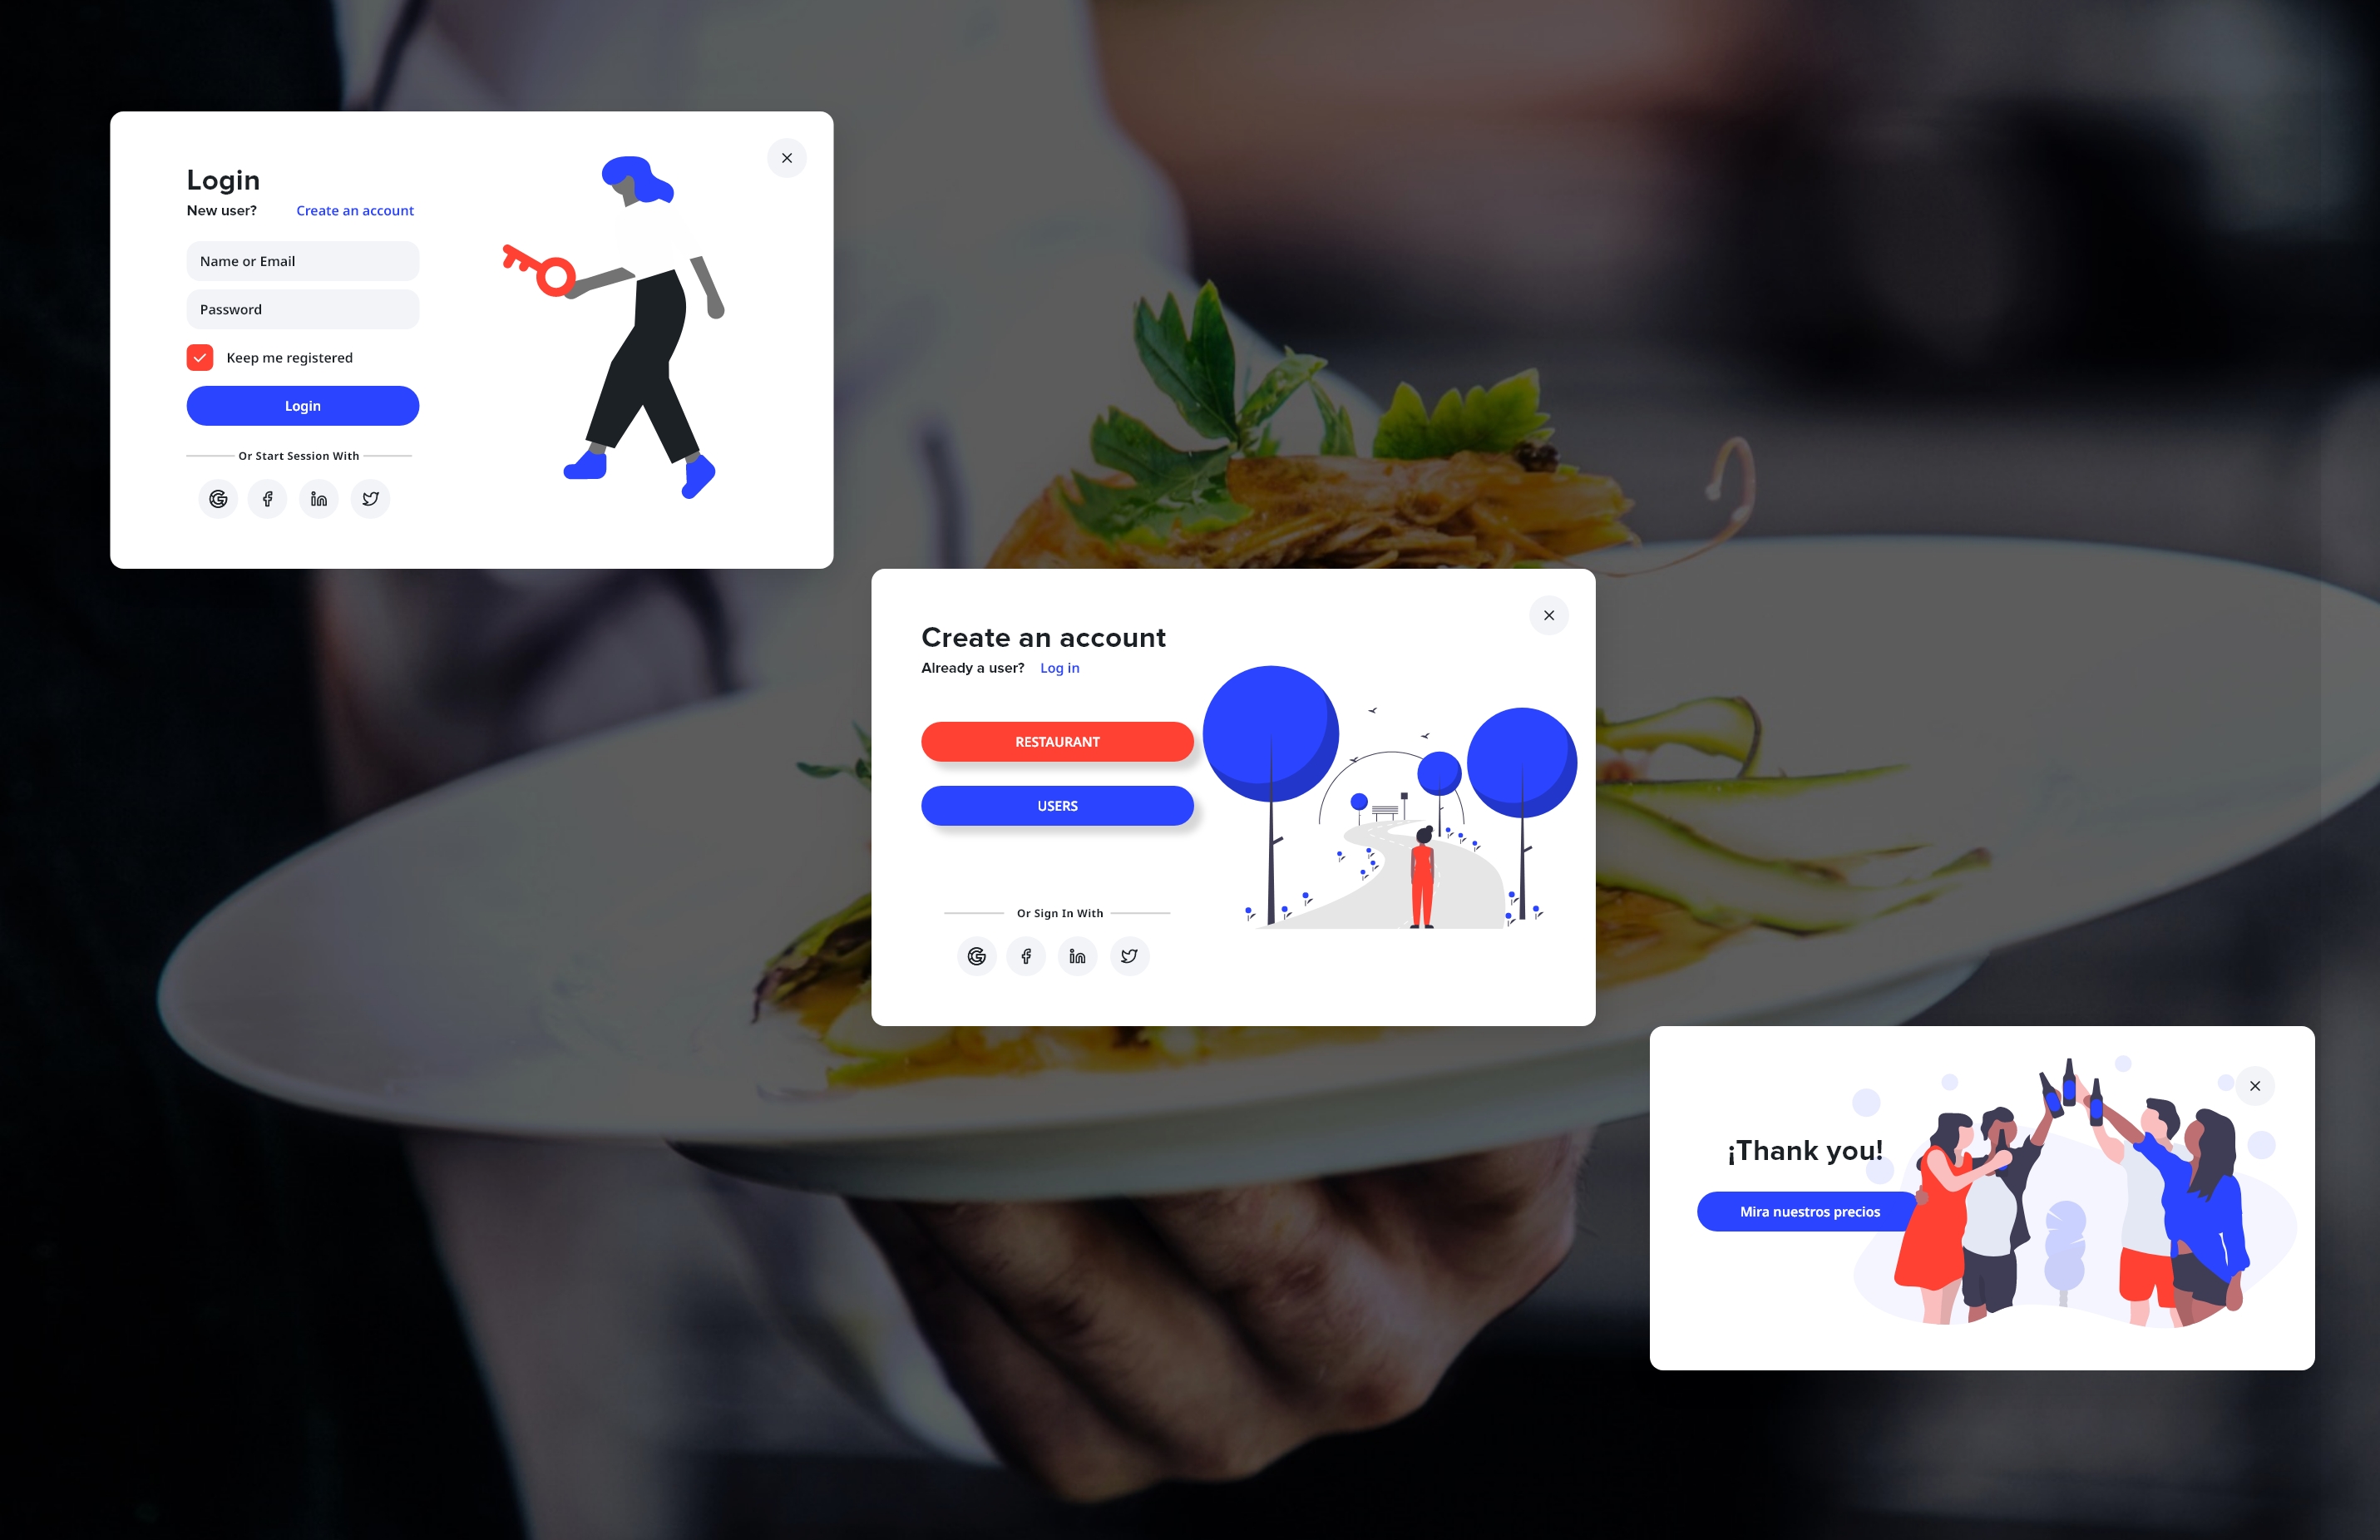 Login
New user? Create an account
Name or Email
Password
Keep me registered
Login
Or Start Session With
Create an account
Already a user? Log in
RESTAURANT
USERS
Or Sign In With
¡Thank you!
Mira nuestros precios